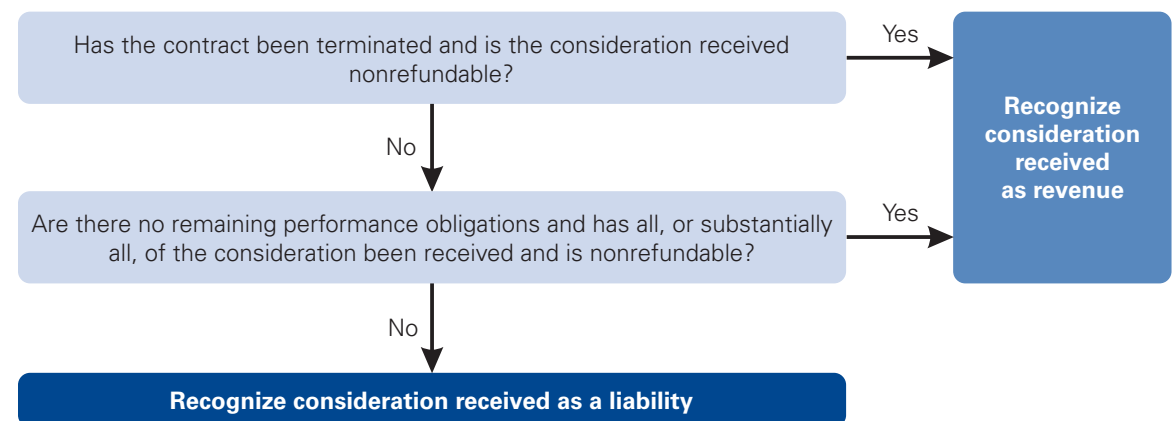 Has the contract been terminated and is the consideration received
nonrefundable?
Yes
Recognize
consideration
received
as revenue
No
Are there no remaining performance obligations and has all, or substantially
all, of the consideration been received and is nonrefundable?
Yes
No
Recognize consideration received as a liability